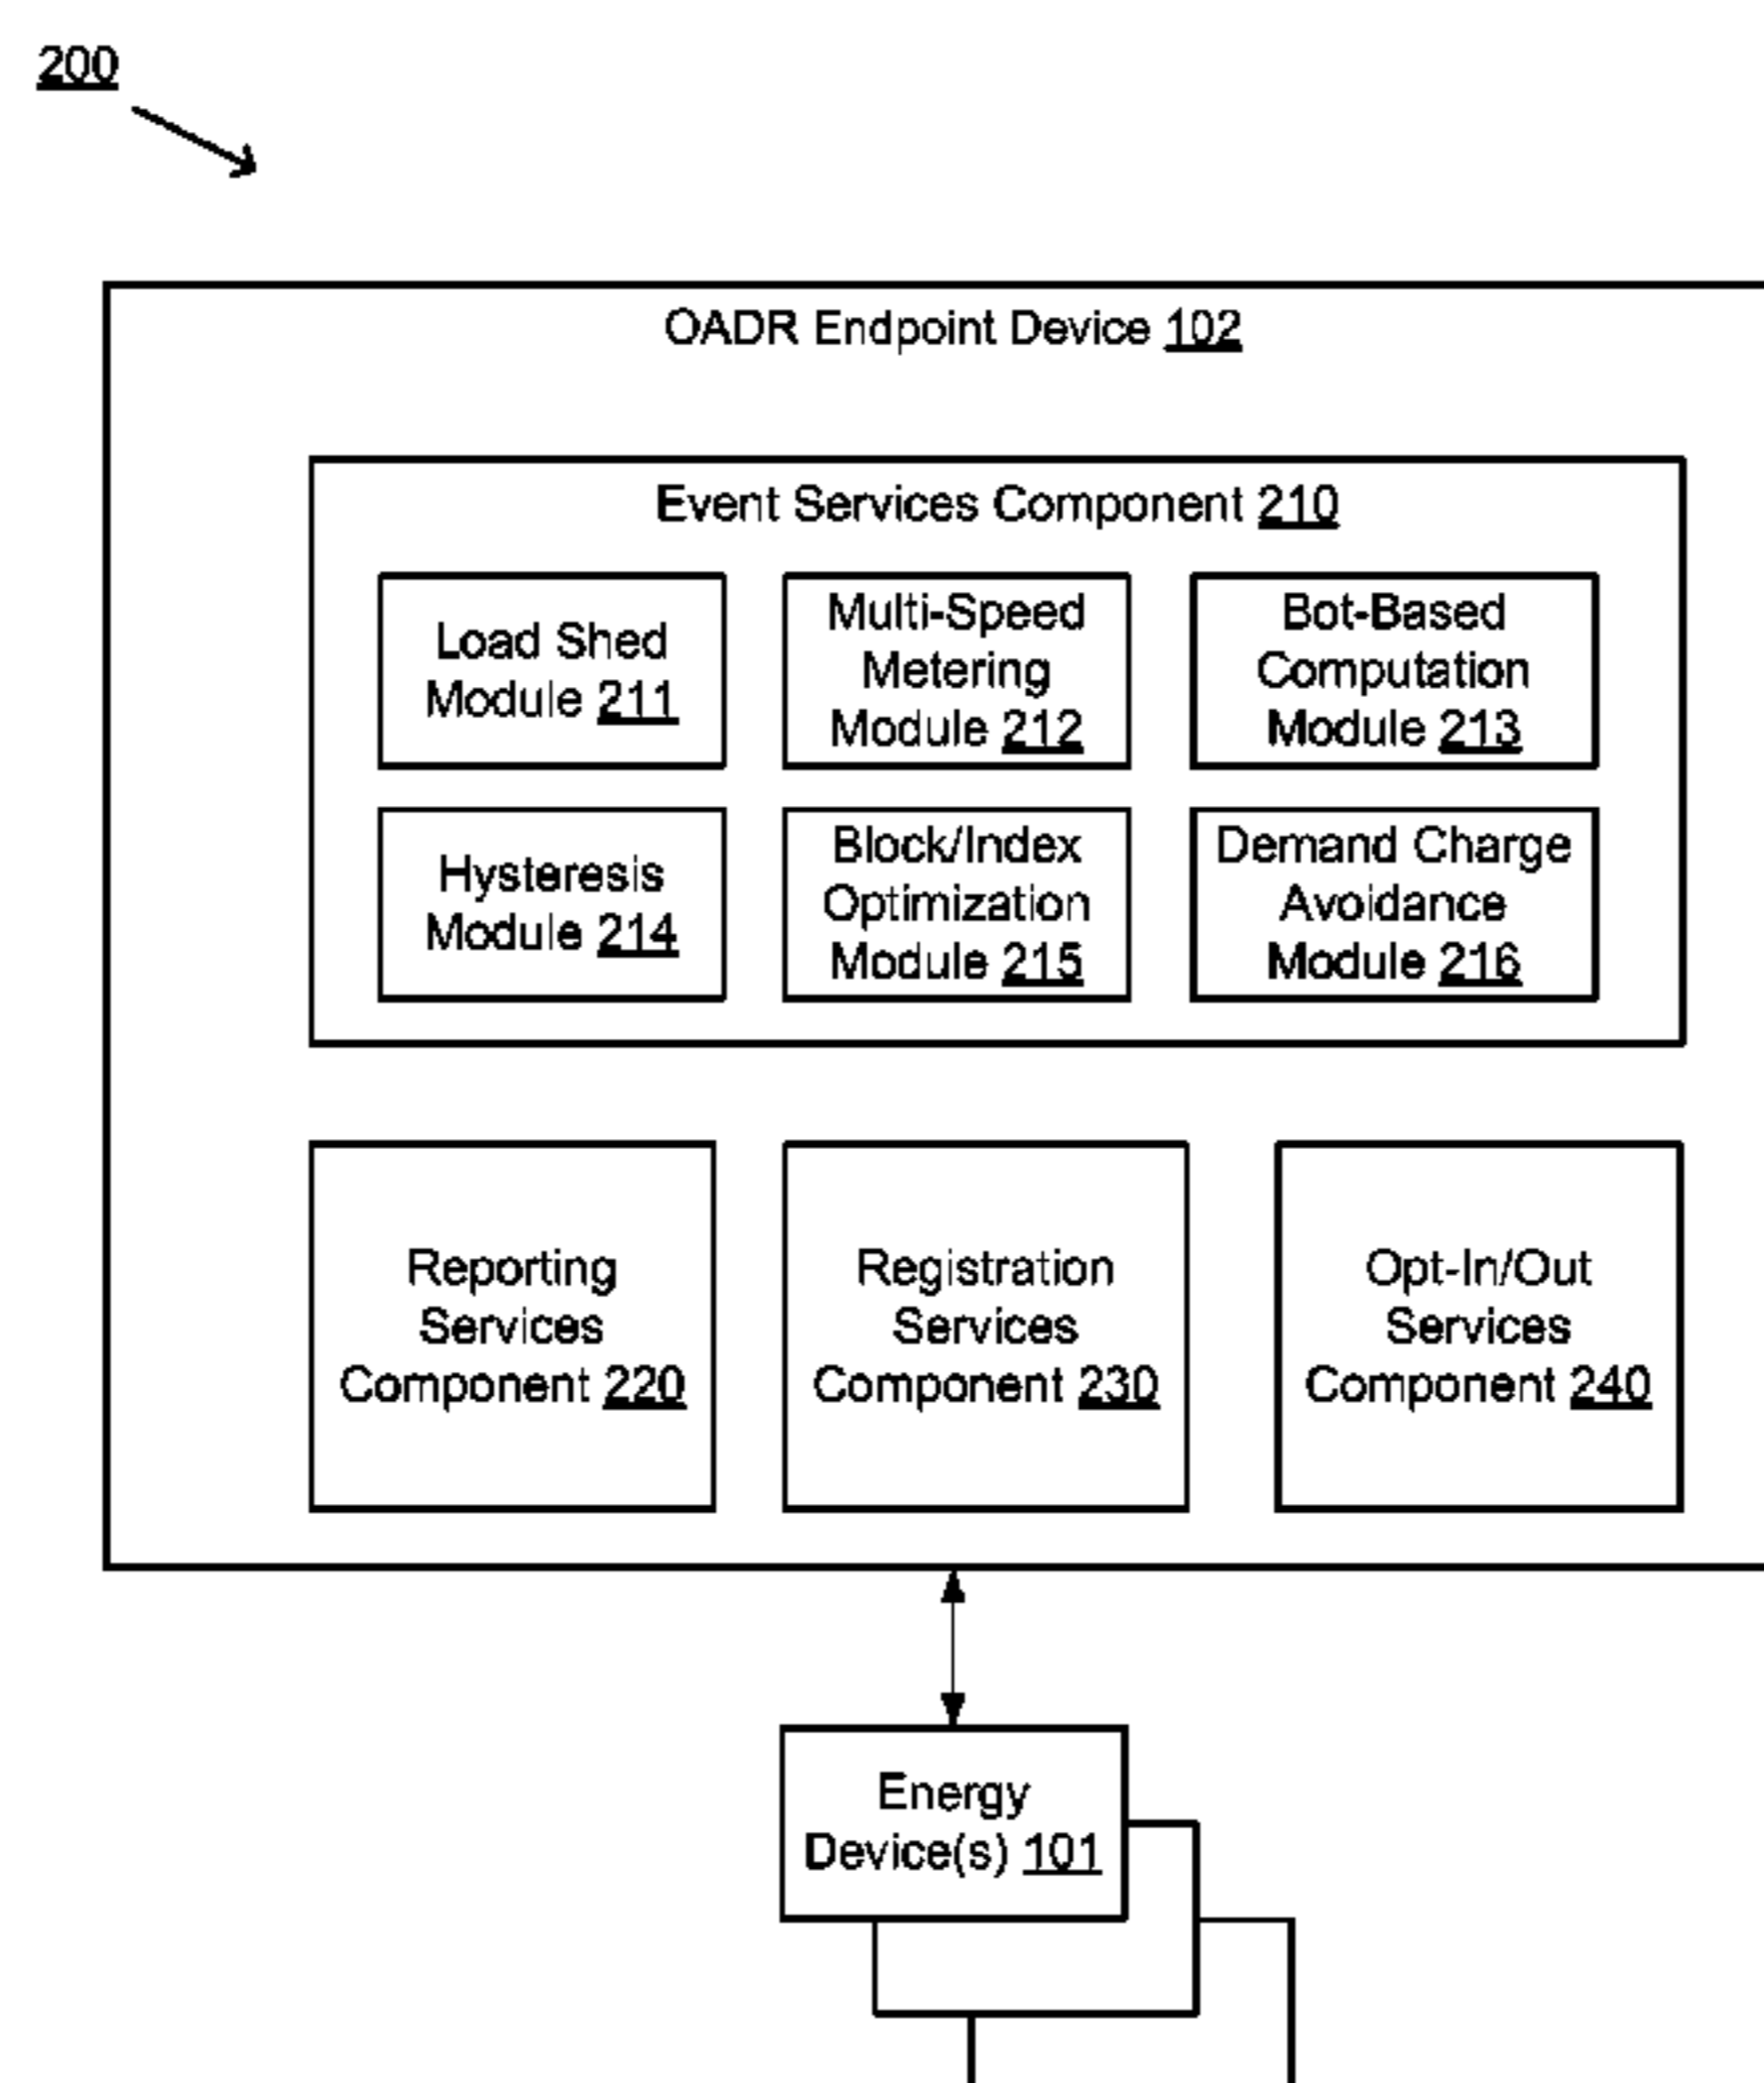 200
OADR Endpoint Device 102
Event Services Component 210
Load Shed
Module 211
Multi-Speed
Metering
Module 212
Bot-Based
Computation
Module 213
Hysteresis
Module 214
Block/Index
Optimization
Module 215
Demand Charge
Avoidance
Module 216
Reporting
Services
Component 220
Registration
Services
Component 230
Opt-In/Out
Services
Component 240
Energy
Device(s) 101